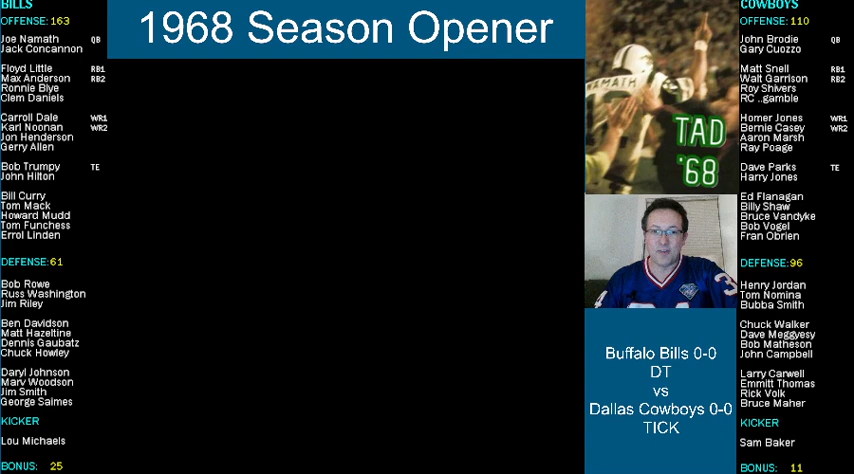 BILLS
OFFENSE: 163
Joe Namath QB
Jack Concannon
Floyd Little RB1
Max Anderson RB2
Ronnie Blye
Clem Daniels
Carroll Dale WR1
Karl Noonan WR2
Jon Henderson
Gerry Allen
Bob Trumpy TE
John Hilton
Bill Curry
Tom Mack
Howard Mudd
Tom Funchess
Errol Linden
DEFENSE: 61
Bob Rowe
Russ Washington
Jim Riley
Ben Davidson
Matt Hazeltine
Dennis Gaubatz
Chuck Howley
Daryl Johnson
Marv Woodson
Jim Smith
George Saimes
KICKER
Lou Michaels
BONUS: 25
1968 Season Opener
NAMATH
TAD
'68
Buffalo Bills 0-0
DT
vs
Dallas Cowboys 0-0
TICK
COWBOYS
OFFENSE: 110
John Brodie QB
Gary Cuozzo
Matt Snell RB1
Walt Garrison RB2
Roy Shivers
RC ..gamble
Homer Jones WR1
Bernie Casey WR2
Aaron Marsh
Ray Poage
Dave Parks TE
Harry Jones
Ed Flanagan
Billy Shaw
Bruce Vandyke
Bob Vogel
Fran Obrien
DEFENSE: 96
Henry Jordan
Tom Nomina
Bubba Smith
Chuck Walker
Dave Meggyesy
Bob Matheson
John Campbell
Larry Carwell
Emmitt Thomas
Rick Volk
Bruce Maher
KICKER
Sam Baker
BONUS: 11